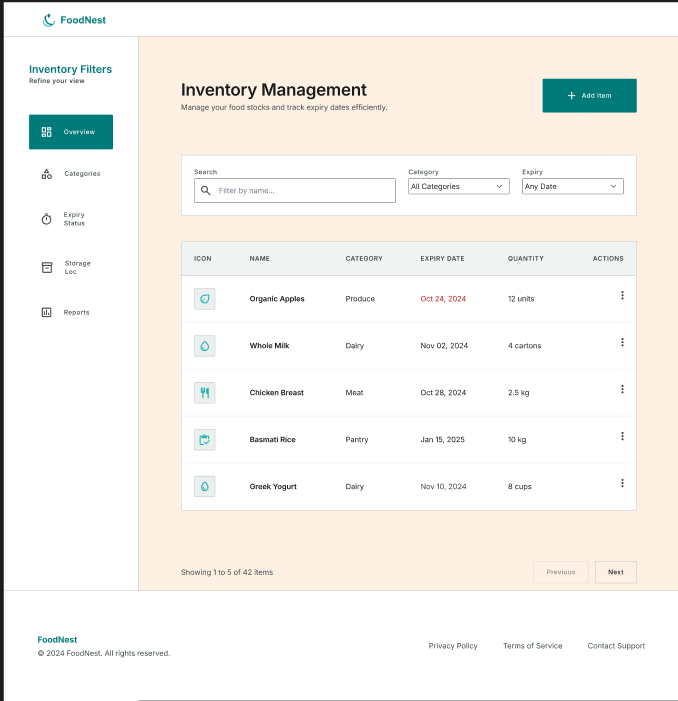 FoodNest
Inventory Filters
Refine your view
Overview
Categories
Expiry
Status
Storage
Loc
Reports
Inventory Management
Manage your food stocks and track expiry dates efficiently.
Add Item
Search
Filter by name...
Category
All Categories
Expiry
Any Date
ICON NAME CATEGORY EXPIRY DATE QUANTITY ACTIONS
Organic Apples Produce Oct 24, 2024 12 units
Whole Milk Dairy Nov 02, 2024 4 cartons
Chicken Breast Meat Oct 28, 2024 2.5 kg
Basmati Rice Pantry Jan 15, 2025 10 kg
Greek Yogurt Dairy Nov 10, 2024 8 cups
Showing 1 to 5 of 42 items
Previous Next
FoodNest
© 2024 FoodNest. All rights reserved.
Privacy Policy Terms of Service Contact Support